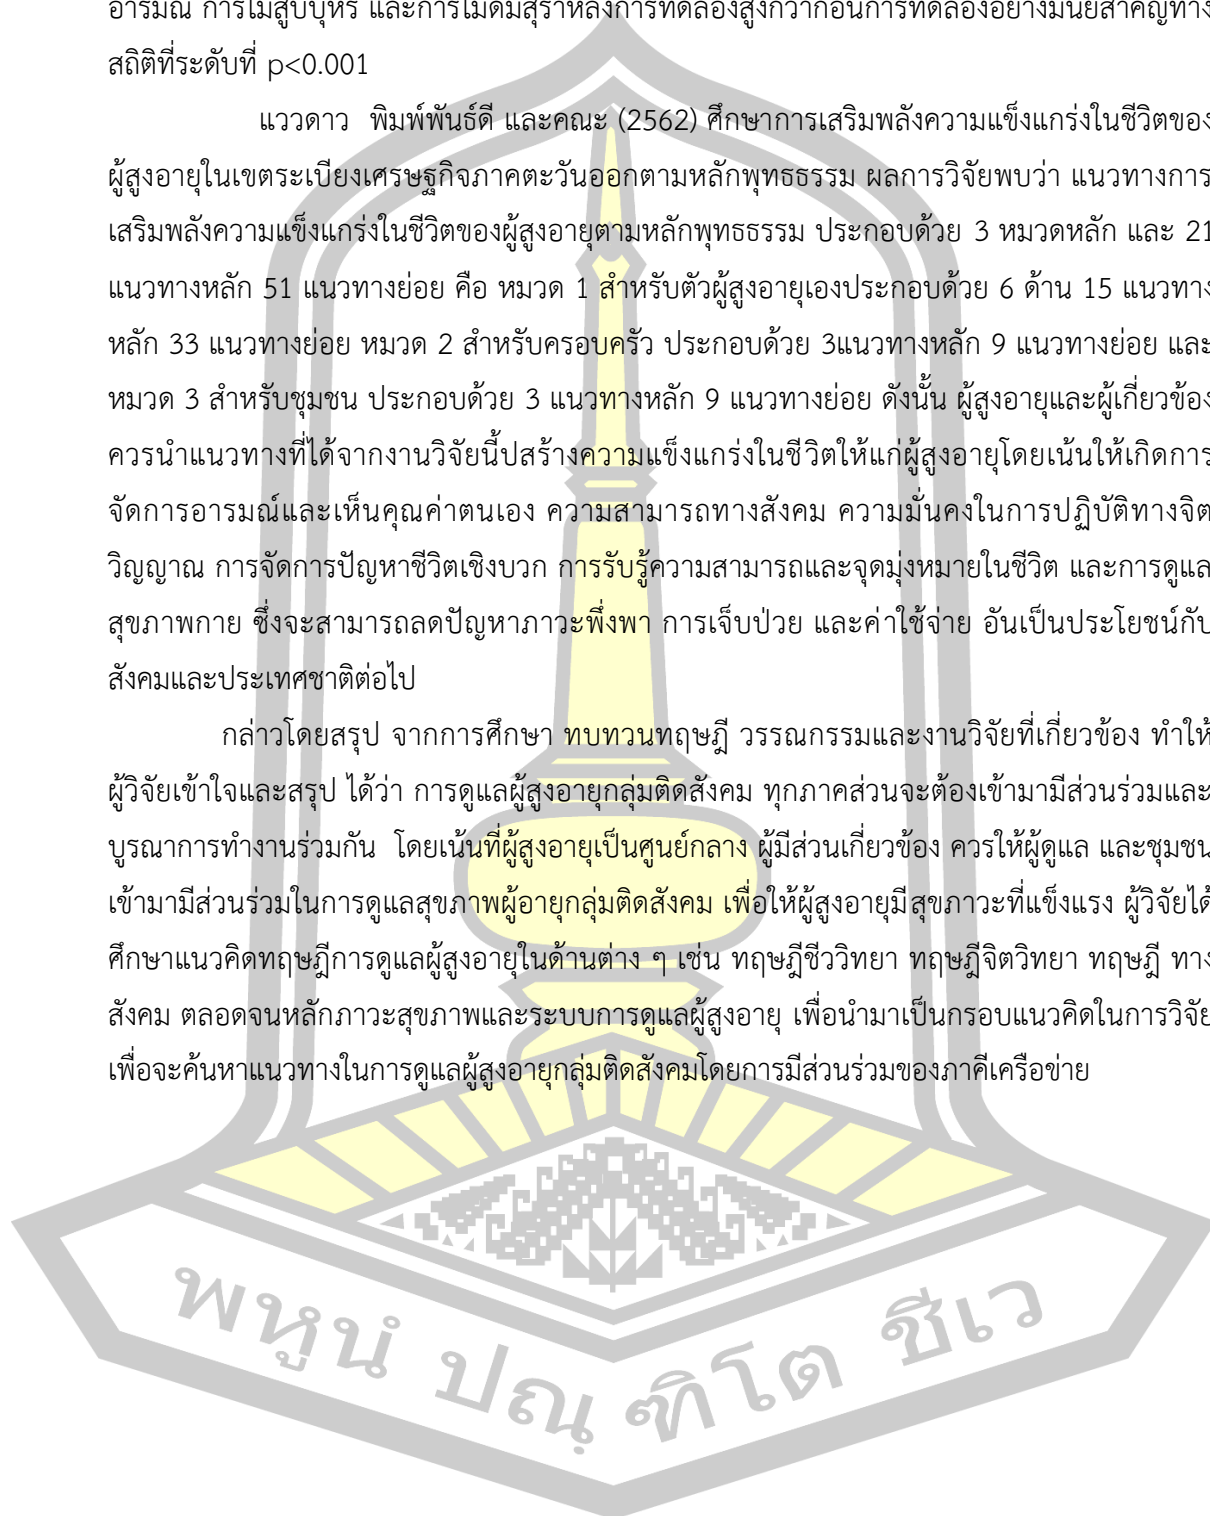 อารมณ์ การไม่สูบบุหรี่ และการไม่ดื่มสุราหลังการทดลองสูงกว่าก่อนการทดลองอย่างมีนัยสำคัญทาง
สถิติที่ระดับที่ p<0.001
แววดาว พิมพ์พันธ์ดี และคณะ (2562) ศึกษาการเสริมพลังความแข็งแกร่งในชีวิตของ
ผู้สูงอายุในเขตระเบียงเศรษฐกิจภาคตะวันออกตามหลักพุทธธรรม ผลการวิจัยพบว่า แนวทางการ
เสริมพลังความแข็งแกร่งในชีวิตของผู้สูงอายุตามหลักพุทธธรรม ประกอบด้วย 3 หมวดหลัก และ 21
แนวทางหลัก 51 แนวทางย่อย คือ หมวด 1 สำหรับตัวผู้สูงอายุเองประกอบด้วย 6 ด้าน 15 แนวทาง
หลัก 33 แนวทางย่อย หมวด 2 สำหรับครอบครัว ประกอบด้วย 3แนวทางหลัก 9 แนวทางย่อย และ
หมวด 3 สำหรับชุมชน ประกอบด้วย 3 แนวทางหลัก 9 แนวทางย่อย ดังนั้น ผู้สูงอายุและผู้เกี่ยวข้อง
ควรนำแนวทางที่ได้จากงานวิจัยนี้ปสร้างความแข็งแกร่งในชีวิตให้แก่ผู้สูงอายุโดยเน้นให้เกิดการ
จัดการอารมณ์และเห็นคุณค่าตนเอง ความสามารถทางสังคม ความมั่นคงในการปฏิบัติทางจิต
วิญญาณ การจัดการปัญหาชีวิตเชิงบวก การรับรู้ความสามารถและจุดมุ่งหมายในชีวิต และการดูแล
สุขภาพกาย ซึ่งจะสามารถลดปัญหาภาวะพึ่งพา การเจ็บป่วย และค่าใช้จ่าย อันเป็นประโยชน์กับ
สังคมและประเทศชาติต่อไป
กล่าวโดยสรุป จากการศึกษา ทบทวนทฤษฎี วรรณกรรมและงานวิจัยที่เกี่ยวข้อง ทำให้
ผู้วิจัยเข้าใจและสรุป ได้ว่า การดูแลผู้สูงอายุกลุ่มติดสังคม ทุกภาคส่วนจะต้องเข้ามามีส่วนร่วมและ
บูรณาการทำงานร่วมกัน โดยเน้นที่ผู้สูงอายุเป็นศูนย์กลาง ผู้มีส่วนเกี่ยวข้อง ควรให้ผู้ดูแล และชุมชน
เข้ามามีส่วนร่วมในการดูแลสุขภาพผู้อายุกลุ่มติดสังคม เพื่อให้ผู้สูงอายุมีสุขภาวะที่แข็งแรง ผู้วิจัยได้
ศึกษาแนวคิดทฤษฎีการดูแลผู้สูงอายุในด้านต่าง ๆ เช่น ทฤษฎีชีววิทยา ทฤษฎีจิตวิทยา ทฤษฎี ทาง
สังคม ตลอดจนหลักภาวะสุขภาพและระบบการดูแลผู้สูงอายุ เพื่อนำมาเป็นกรอบแนวคิดในการวิจัย
เพื่อจะค้นหาแนวทางในการดูแลผู้สูงอายุกลุ่มติดสังคมโดยการมีส่วนร่วมของภาคีเครือข่าย
พหูนํ ปณฺ ฑิโต ชีเว